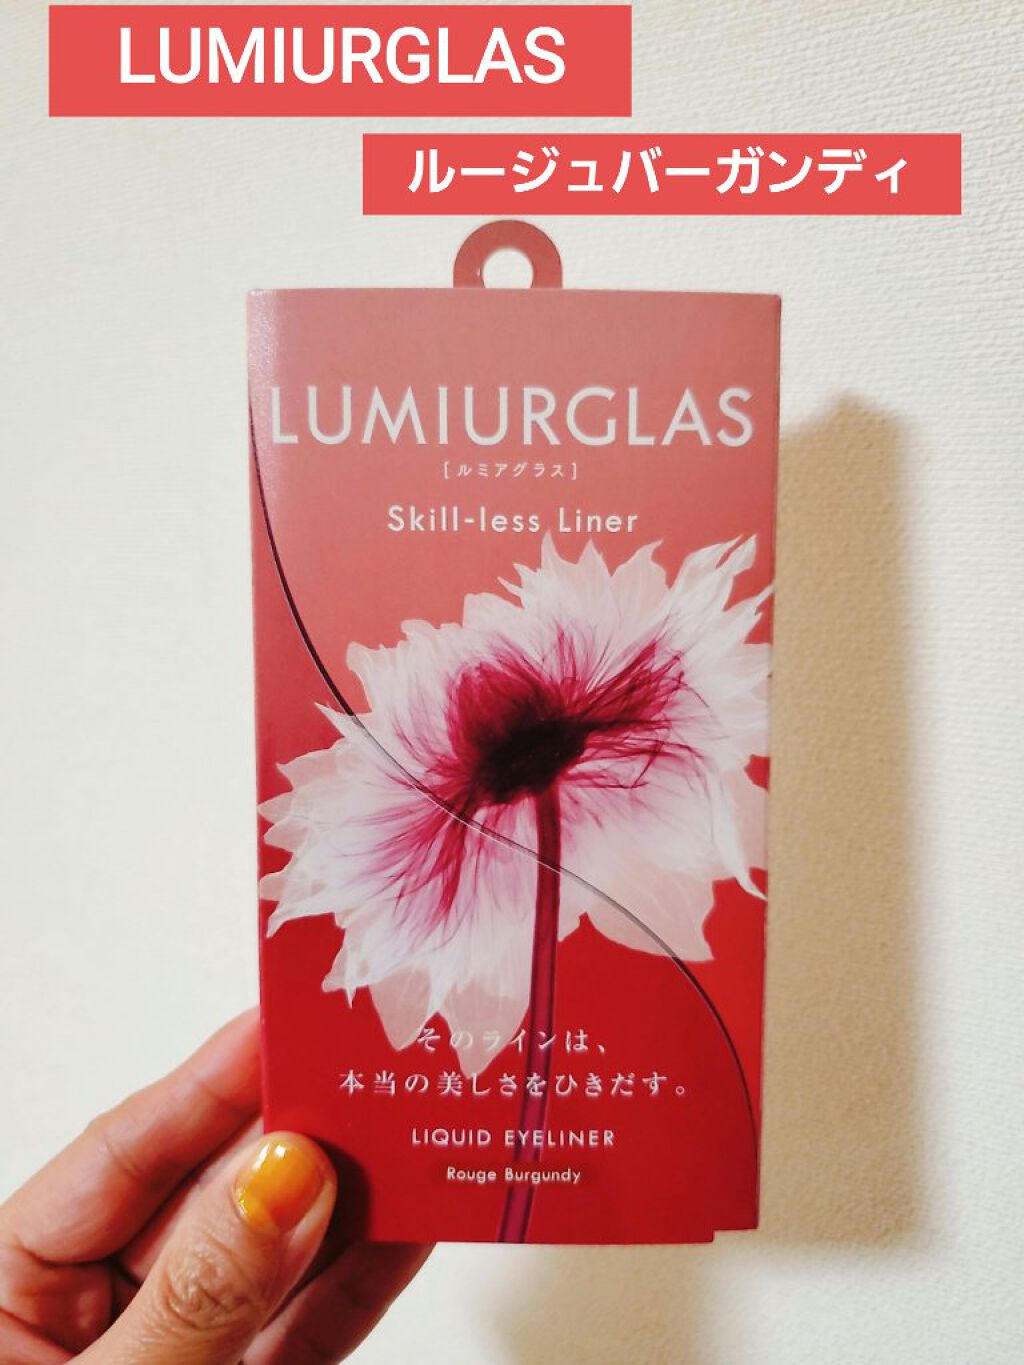 LUMIURGLAS
ルージュバーガンディ
LUMIURGLAS
[ルミアグラス]
Skill-less Liner
そのラインは、
本当の美しさをひきだす。
LIQUID EYELINER
Rouge Burgundy